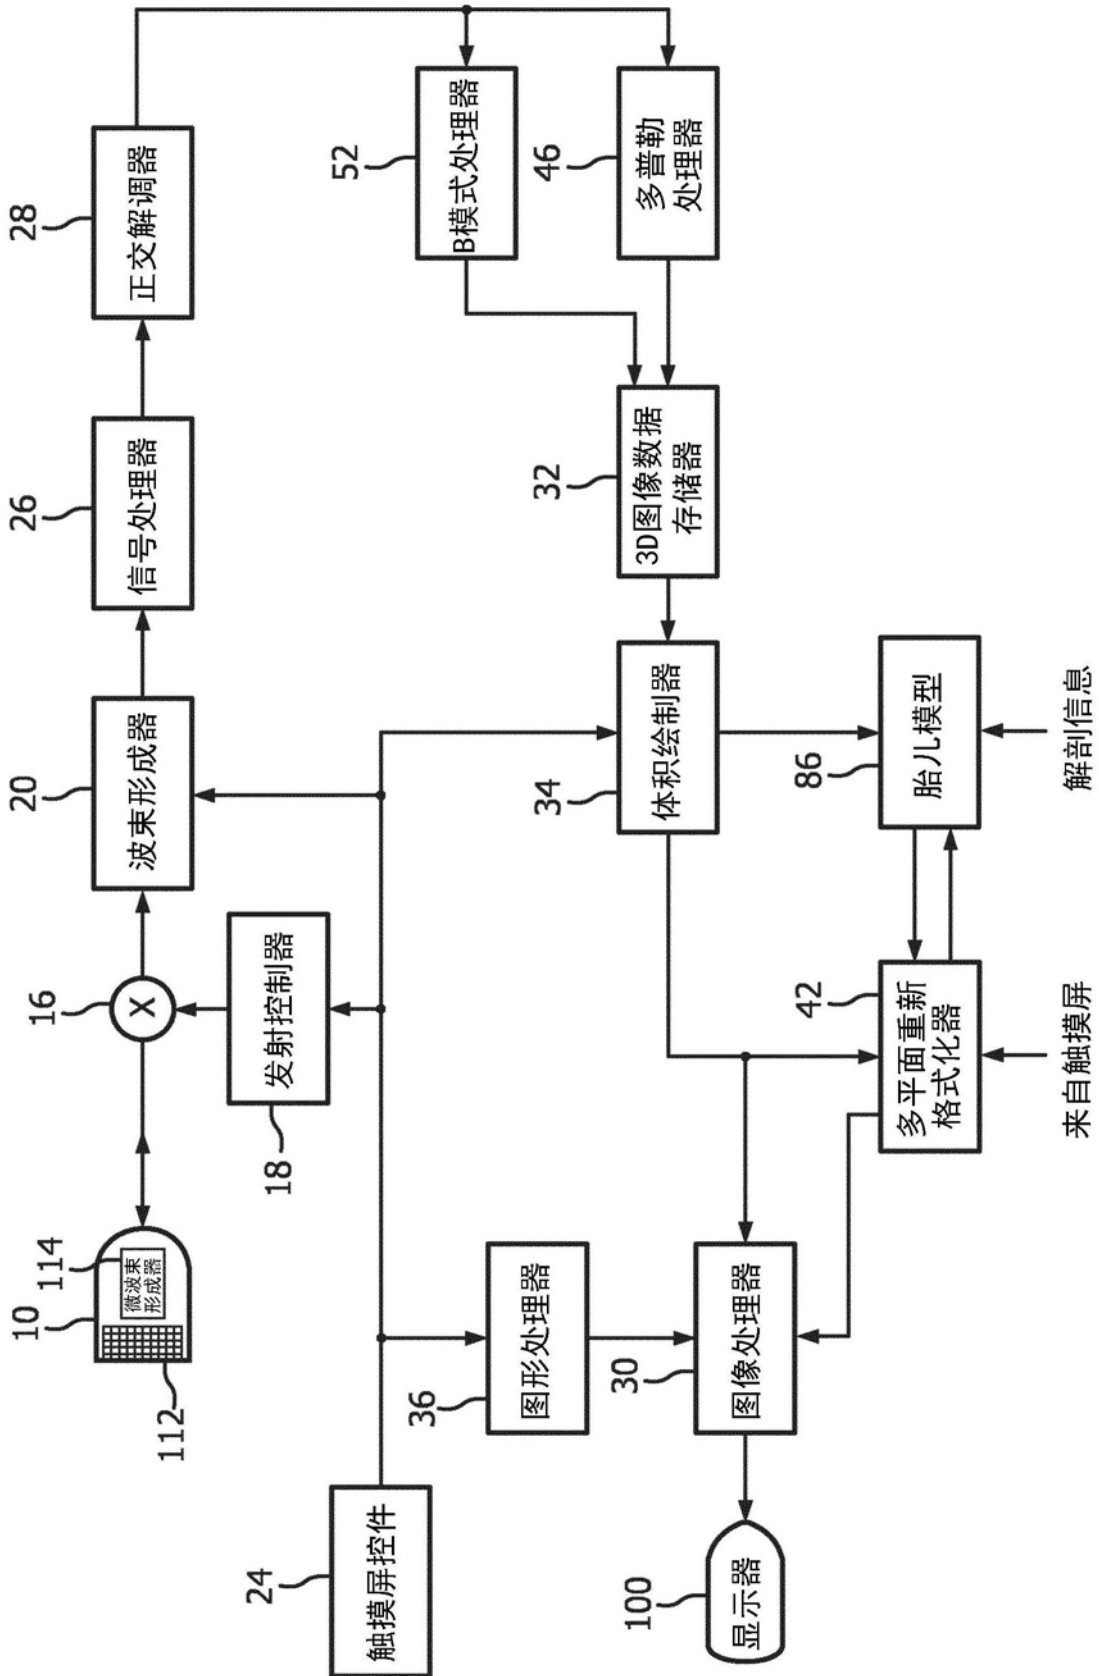 10
114
微波束
形成器
112
16
X
18
发射控制器
20
波束形成器
26
信号处理器
28
正交解调器
24
触摸屏控件
52
B模式处理器
46
多普勒
处理器
32
3D图像数据
存储器
34
体积绘制器
36
图形处理器
30
图像处理器
100
显示器
42
多平面重新
格式化器
86
胎儿模型
来自触摸屏
解剖信息